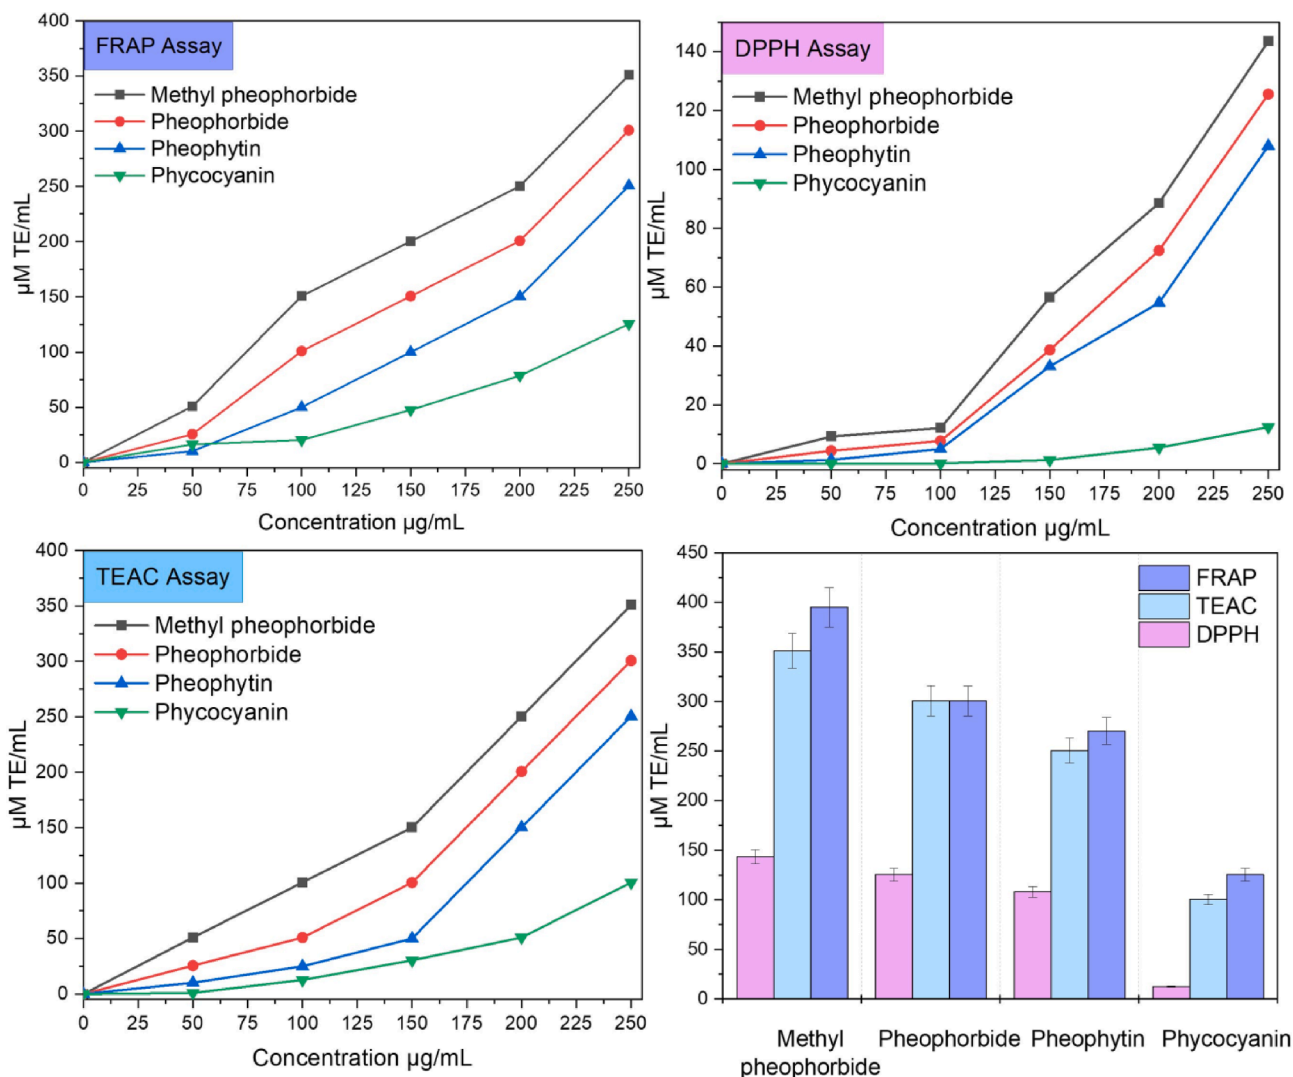 FRAP Assay
Methyl pheophorbide
Pheophorbide
Pheophytin
Phycocyanin
400
350
300
250
200
150
100
50
0
µM TE/mL
0 25 50 75 100 125 150 175 200 225 250
Concentration µg/mL
DPPH Assay
Methyl pheophorbide
Pheophorbide
Pheophytin
Phycocyanin
140
120
100
80
60
40
20
0
µM TE/mL
0 25 50 75 100 125 150 175 200 225 250
Concentration µg/mL
TEAC Assay
Methyl pheophorbide
Pheophorbide
Pheophytin
Phycocyanin
400
350
300
250
200
150
100
50
0
µM TE/mL
0 25 50 75 100 125 150 175 200 225 250
Concentration µg/mL
FRAP
TEAC
DPPH
450
400
350
300
250
200
150
100
50
0
µM TE/mL
Methyl pheophorbide
Pheophorbide
Pheophytin
Phycocyanin